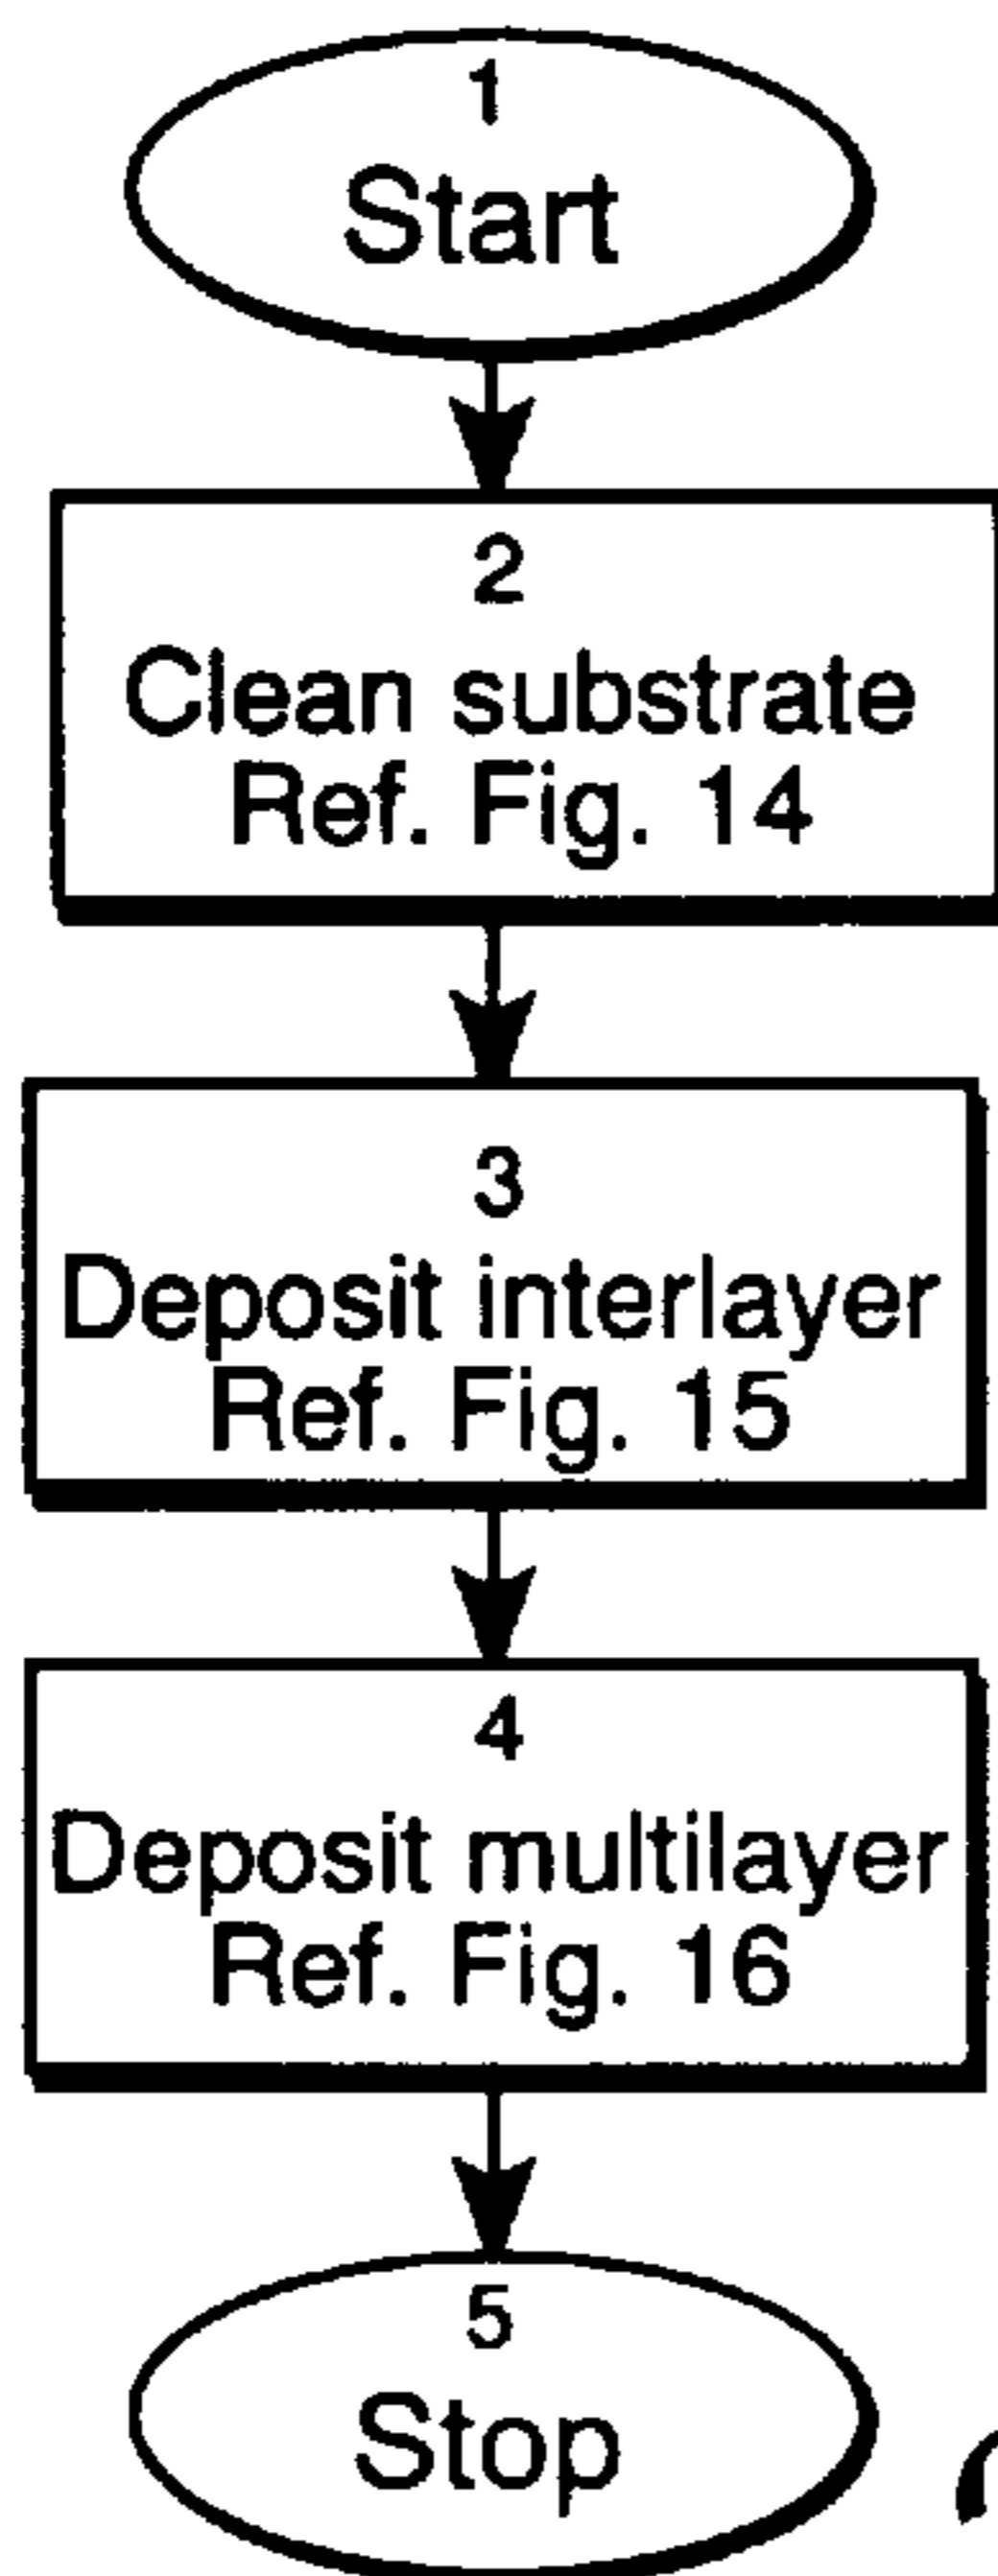 1
Start
2
Clean substrate
Ref. Fig. 14
3
Deposit interlayer
Ref. Fig. 15
4
Deposit multilayer
Ref. Fig. 16
5
Stop